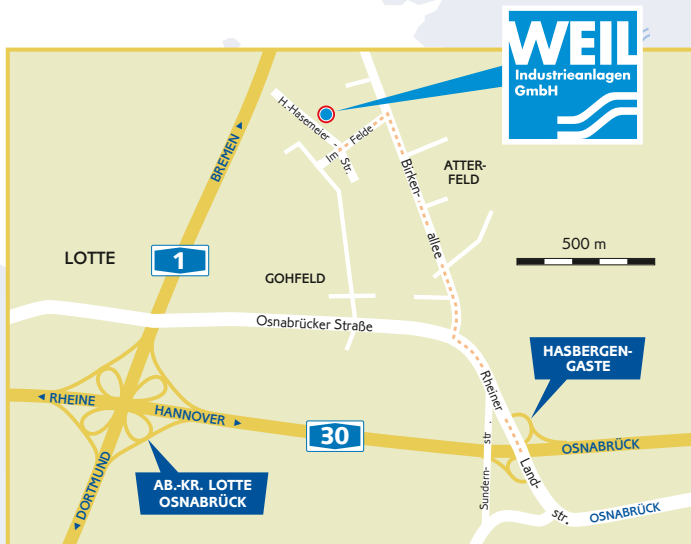 WEIL
Industrieanlagen
GmbH
H.-Hasemeier - Str.
Im Felde
BREMEN
Birken- allee
ATTER-
FELD
LOTTE
1
GOHFELD
500 m
Osnabrücker Straße
HASBERGEN-
GASTE
Rheiner Land- str.
RHEINE
HANNOVER
30
OSNABRÜCK
Sundern- str.
AB.-KR. LOTTE
OSNABRÜCK
DORTMUND
OSNABRÜCK